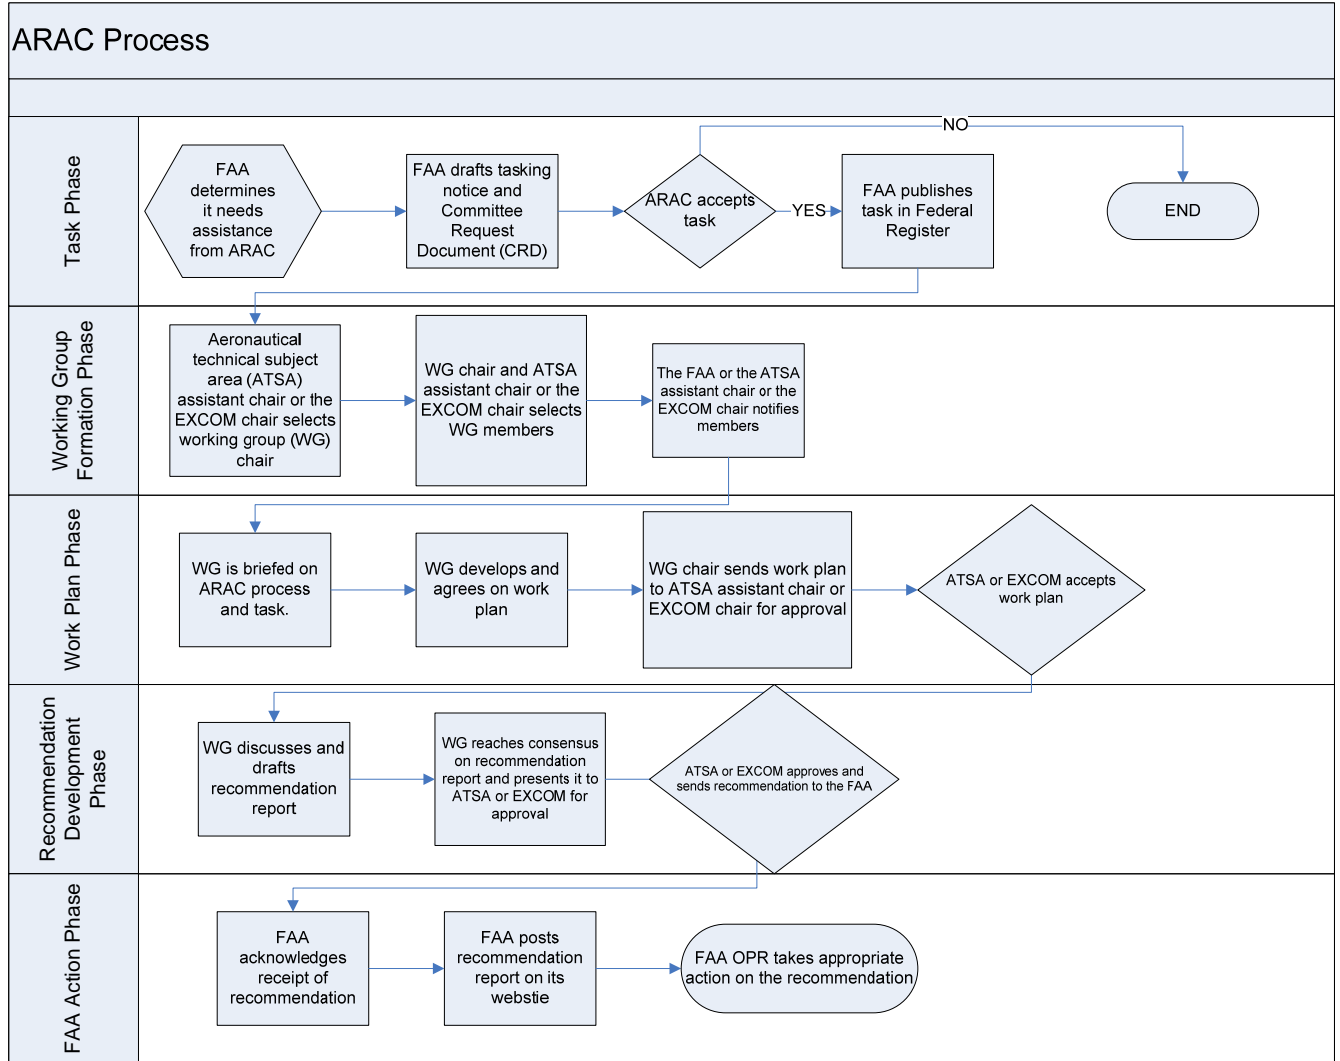 ARAC Process
Task Phase
FAA
determines
it needs
assistance
from ARAC
FAA drafts tasking
notice and
Committee
Request
Document (CRD)
ARAC accepts
task
YES
NO
FAA publishes
task in Federal
Register
END
Working Group
Formation Phase
Aeronautical
technical subject
area (ATSA)
assistant chair or the
EXCOM chair selects
working group (WG)
chair
WG chair and ATSA
assistant chair or the
EXCOM chair selects
WG members
The FAA or the ATSA
assistant chair or the
EXCOM chair notifies
members
Work Plan Phase
WG is briefed on
ARAC process
and task.
WG develops and
agrees on work
plan
WG chair sends work plan
to ATSA assistant chair or
EXCOM chair for approval
ATSA or EXCOM accepts
work plan
Recommendation
Development
Phase
WG discusses and
drafts
recommendation
report
WG reaches consensus
on recommendation
report and presents it to
ATSA or EXCOM for
approval
ATSA or EXCOM approves and
sends recommendation to the FAA
FAA Action Phase
FAA
acknowledges
receipt of
recommendation
FAA posts
recommendation
report on its
webstie
FAA OPR takes appropriate
action on the recommendation